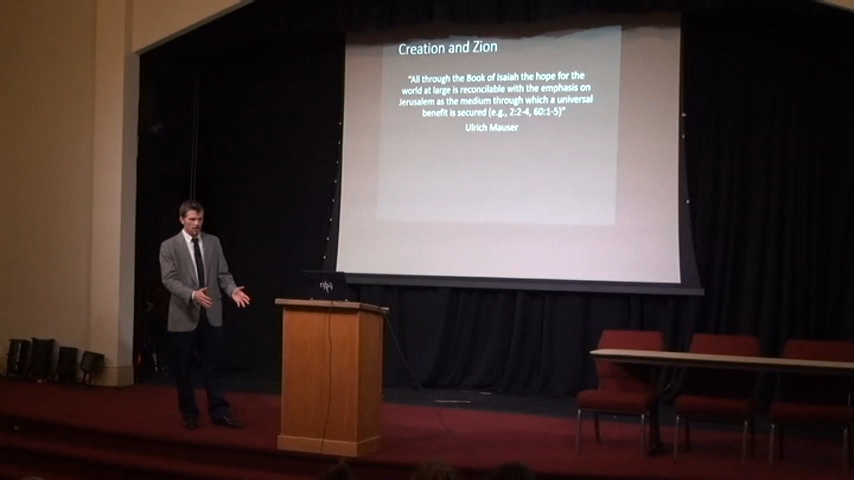 Creation and Zion
“All through the Book of Isaiah the hope for the
world at large is reconcilable with the emphasis on
Jerusalem as the medium through which a universal
benefit is secured (e.g., 2:2-4, 60:1-5)”
Ulrich Mauser